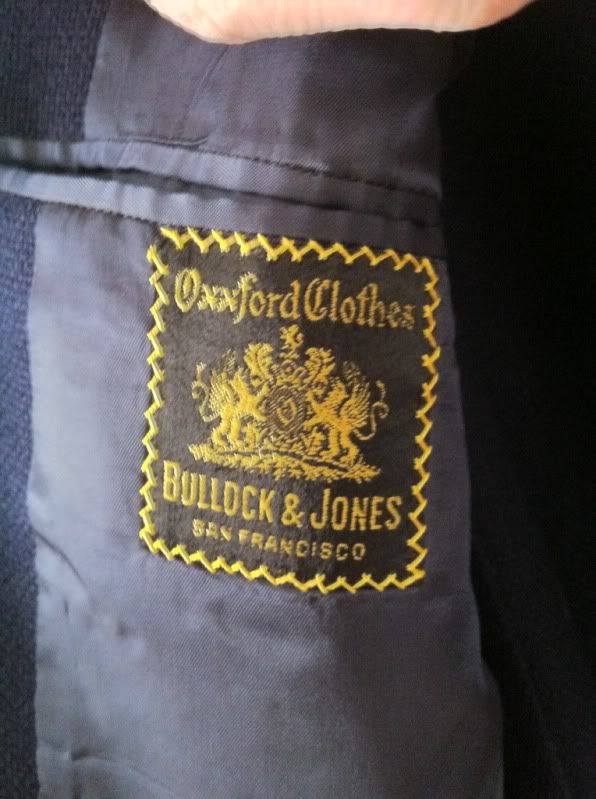 Oxxford Clothes
BULLOCK & JONES
SAN FRANCISCO